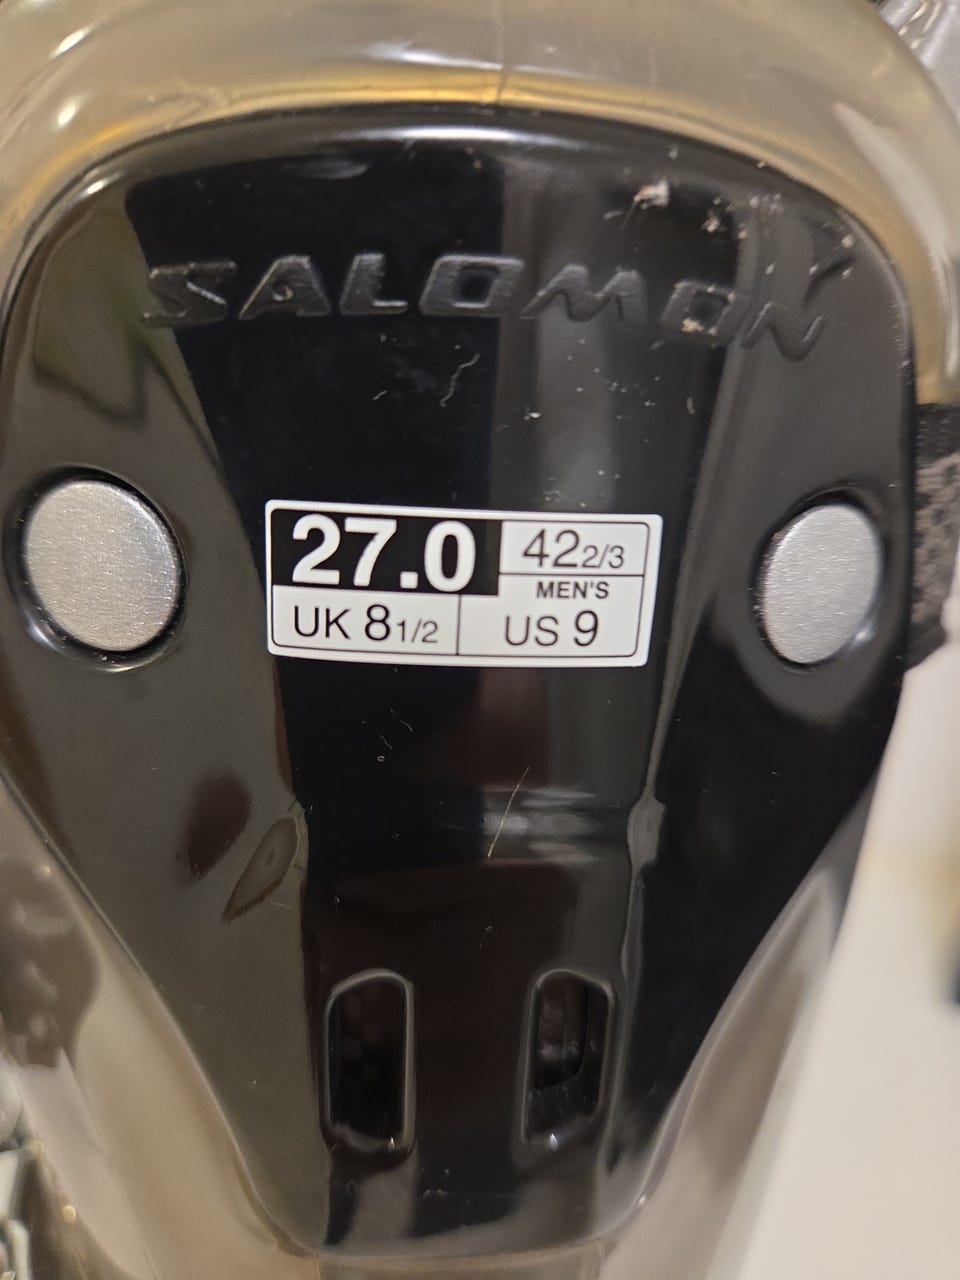 SALOMON
27.0
42 2/3
MEN'S
UK 8 1/2
US 9